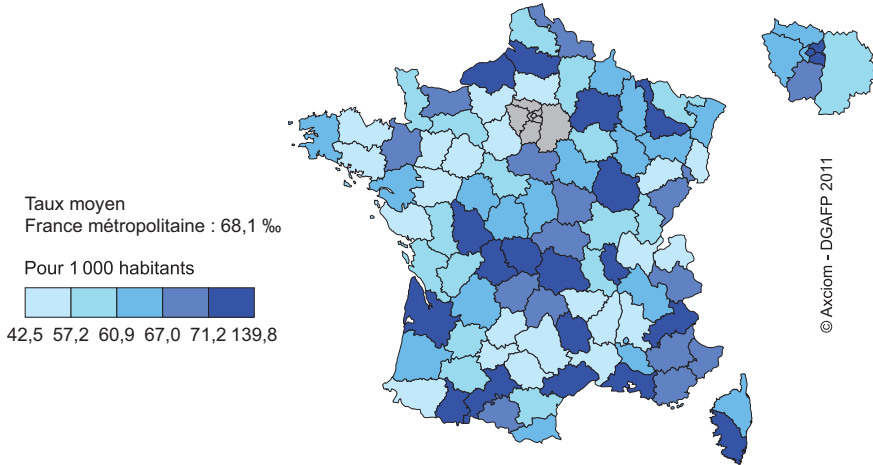 Taux moyen
France métropolitaine : 68,1 ‰
Pour 1 000 habitants
42,5 57,2 60,9 67,0 71,2 139,8
© Axciom - DGAFP 2011